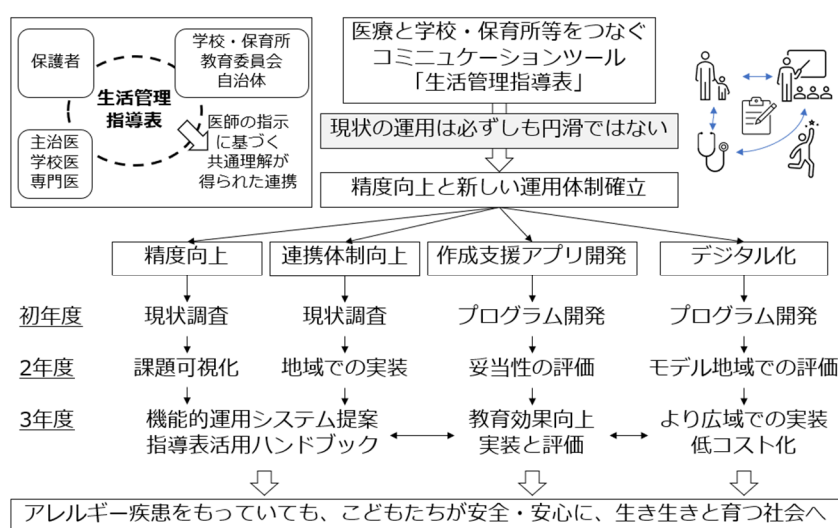 保護者
学校・保育所
教育委員会
自治体
生活管理
指導表
主治医
学校医
専門医
医師の指示
に基づく
共通理解が
得られた連携
医療と学校・保育所等をつなぐ
コミニュケーションツール
「生活管理指導表」
現状の運用は必ずしも円滑ではない
精度向上と新しい運用体制確立
精度向上 連携体制向上 作成支援アプリ開発 デジタル化
初年度 現状調査 現状調査 プログラム開発 プログラム開発
2年度 課題可視化 地域での実装 妥当性の評価 モデル地域での評価
3年度 機能的運用システム提案 教育効果向上 より広域での実装
指導表活用ハンドブック 実装と評価 低コスト化
アレルギー疾患をもっていても、こどもたちが安全・安心に、生き生きと育つ社会へ